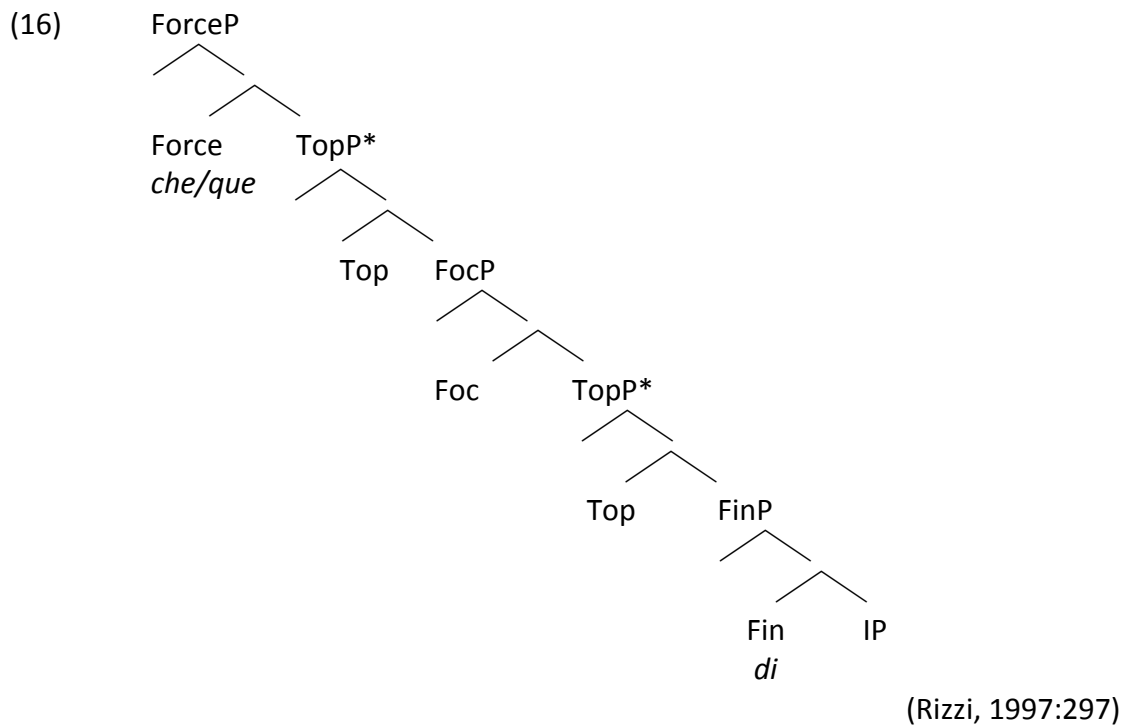 (16) ForceP
Force TopP*
che/que
Top FocP
Foc TopP*
Top FinP
Fin IP
di
(Rizzi, 1997:297)